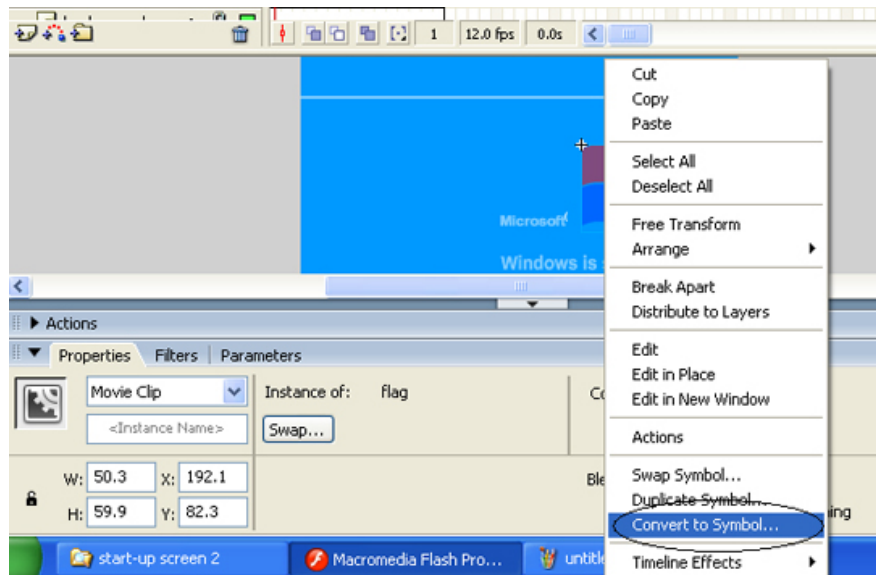 1 12.0 fps 0.0s
Cut
Copy
Paste
Select All
Deselect All
Free Transform
Arrange
Break Apart
Distribute to Layers
Edit
Edit in Place
Edit in New Window
Actions
Swap Symbol...
Duplicate Symbol...
Convert to Symbol...
Timeline Effects
Microsoft
Windows is
Actions
Properties Filters Parameters
Movie Clip Instance of: flag
<Instance Name> Swap...
W: 50.3 X: 192.1
H: 59.9 Y: 82.3
start-up screen 2 Macromedia Flash Pro...